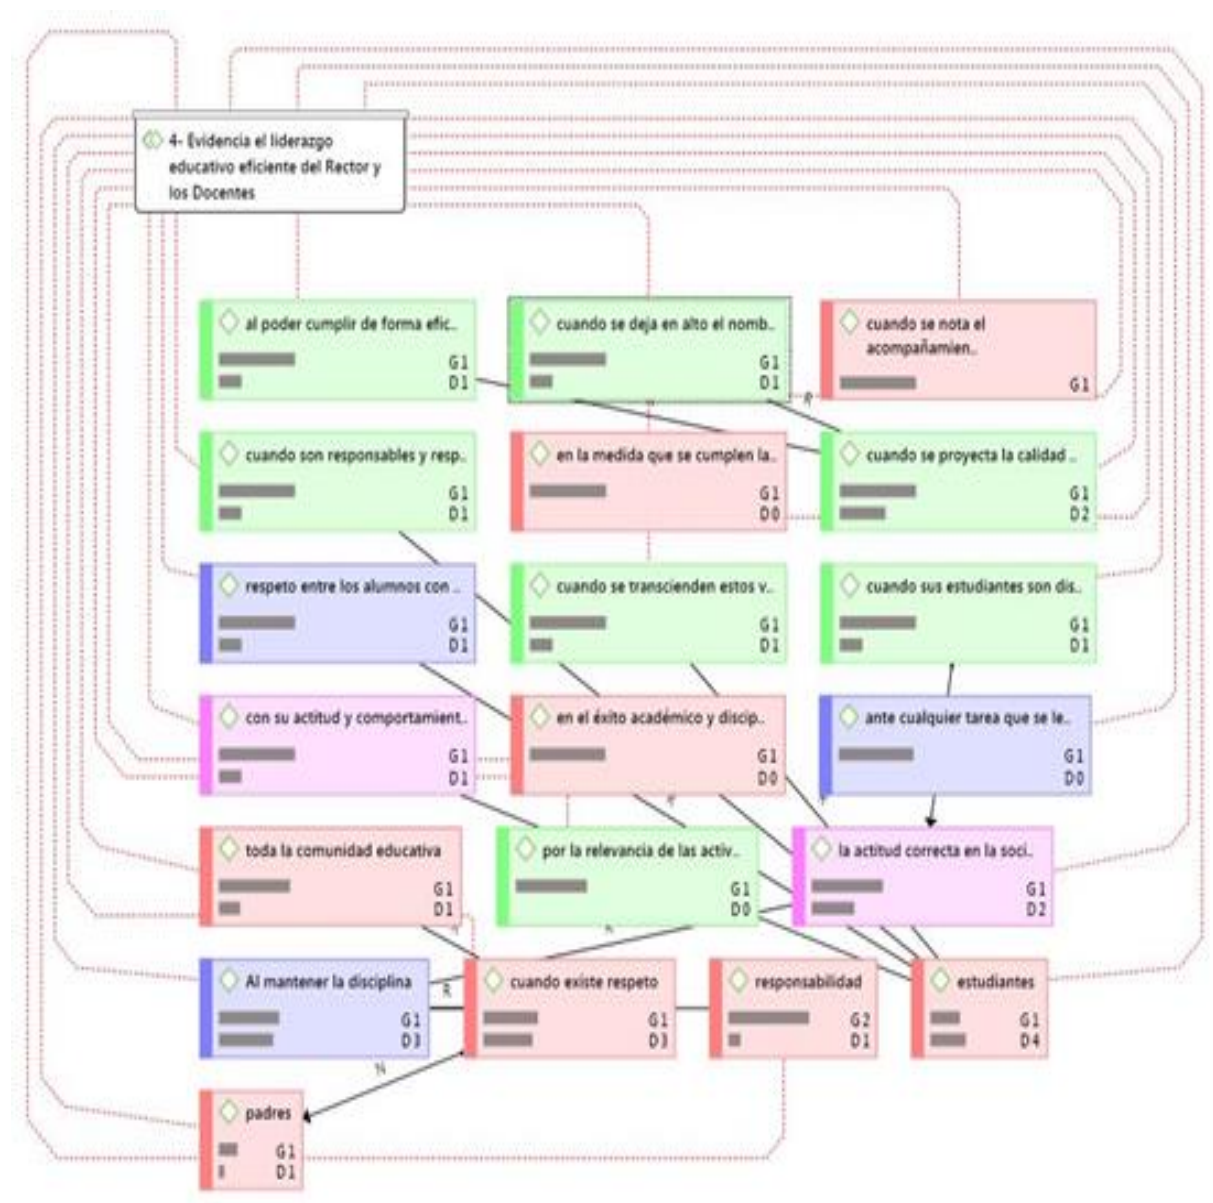 4- Evidencia el liderazgo
educativo eficiente del Rector y
los Docentes
al poder cumplir de forma efic..
G1
D1
cuando se deja en alto el nomb..
G1
D1
cuando se nota el
acompañamien..
G1
R
cuando son responsables y resp..
G1
D1
en la medida que se cumplen la..
G1
D0
cuando se proyecta la calidad ..
G1
D2
respeto entre los alumnos con ..
G1
D1
cuando se transcienden estos v..
G1
D1
cuando sus estudiantes son dis..
G1
D1
con su actitud y comportamient..
G1
D1
en el éxito académico y discip..
G1
D0
ante cualquier tarea que se le..
G1
D0
toda la comunidad educativa
G1
D1
por la relevancia de las activ..
G1
D0
la actitud correcta en la soci..
G1
D2
Al mantener la disciplina
G1
D3
R
cuando existe respeto
G1
D3
responsabilidad
G2
D1
estudiantes
G1
D4
N
padres
G1
D1